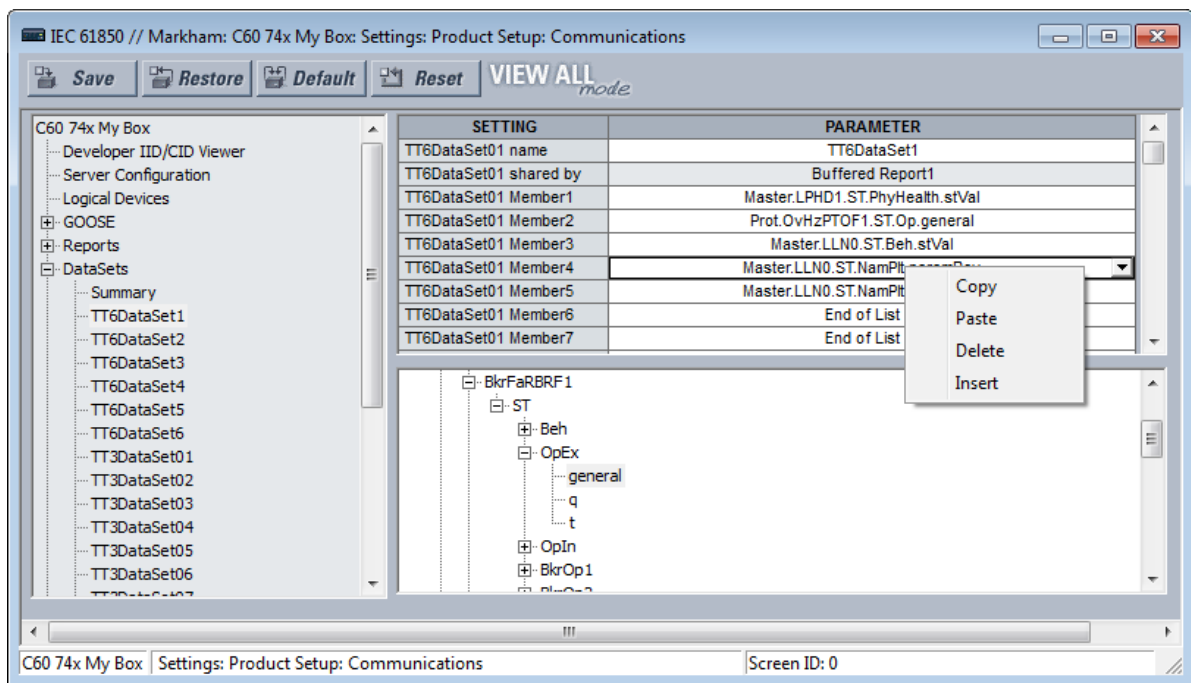 IEC 61850 // Markham: C60 74x My Box: Settings: Product Setup: Communications
Save Restore Default Reset VIEW ALL mode
C60 74x My Box
Developer IID/CID Viewer
Server Configuration
Logical Devices
GOOSE
Reports
DataSets
Summary
TT6DataSet1
TT6DataSet2
TT6DataSet3
TT6DataSet4
TT6DataSet5
TT6DataSet6
TT3DataSet01
TT3DataSet02
TT3DataSet03
TT3DataSet04
TT3DataSet05
TT3DataSet06
TT3DataSet07
SETTING PARAMETER
TT6DataSet01 name TT6DataSet1
TT6DataSet01 shared by Buffered Report1
TT6DataSet01 Member1 Master.LPHD1.ST.PhyHealth.stVal
TT6DataSet01 Member2 Prot.OvHzPTOF1.ST.Op.general
TT6DataSet01 Member3 Master.LLN0.ST.Beh.stVal
TT6DataSet01 Member4 Master.LLN0.ST.NamPlt.paramRev
TT6DataSet01 Member5 Master.LLN0.ST.NamPlt
TT6DataSet01 Member6 End of List
TT6DataSet01 Member7 End of List
Copy
Paste
Delete
Insert
BkrFaRBRF1
ST
Beh
OpEx
general
q
t
OpIn
BkrOp1
BkrOp2
C60 74x My Box Settings: Product Setup: Communications Screen ID: 0